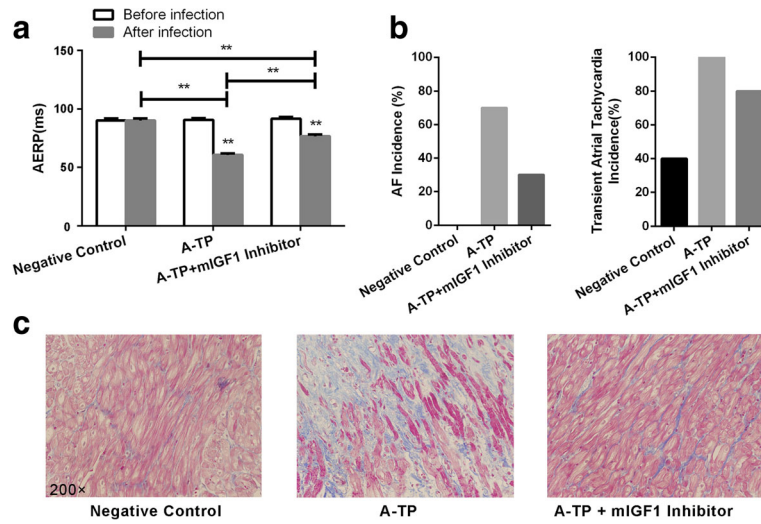 a
Before infection
After infection
AERP(ms)
150
100
50
0
**
**
**
**
**
Negative Control
A-TP
A-TP+mIGF1 Inhibitor
b
AF Incidence (%)
100
80
60
40
20
0
Negative Control
A-TP
A-TP+mIGF1 Inhibitor
Transient Atrial Tachycardia
Incidence(%)
100
80
60
40
20
0
Negative Control
A-TP
A-TP+mIGF1 Inhibitor
c
200×
Negative Control
A-TP
A-TP + mIGF1 Inhibitor